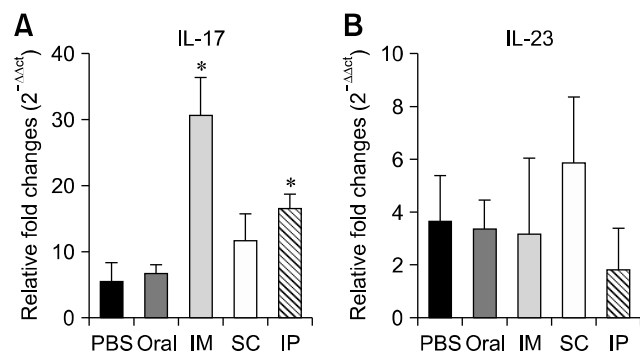 A
IL-17
Relative fold changes (2^-ΔΔct)
40
30
20
10
0
*
*
PBS Oral IM SC IP
B
IL-23
Relative fold changes (2^-ΔΔct)
10
8
6
4
2
0
PBS Oral IM SC IP